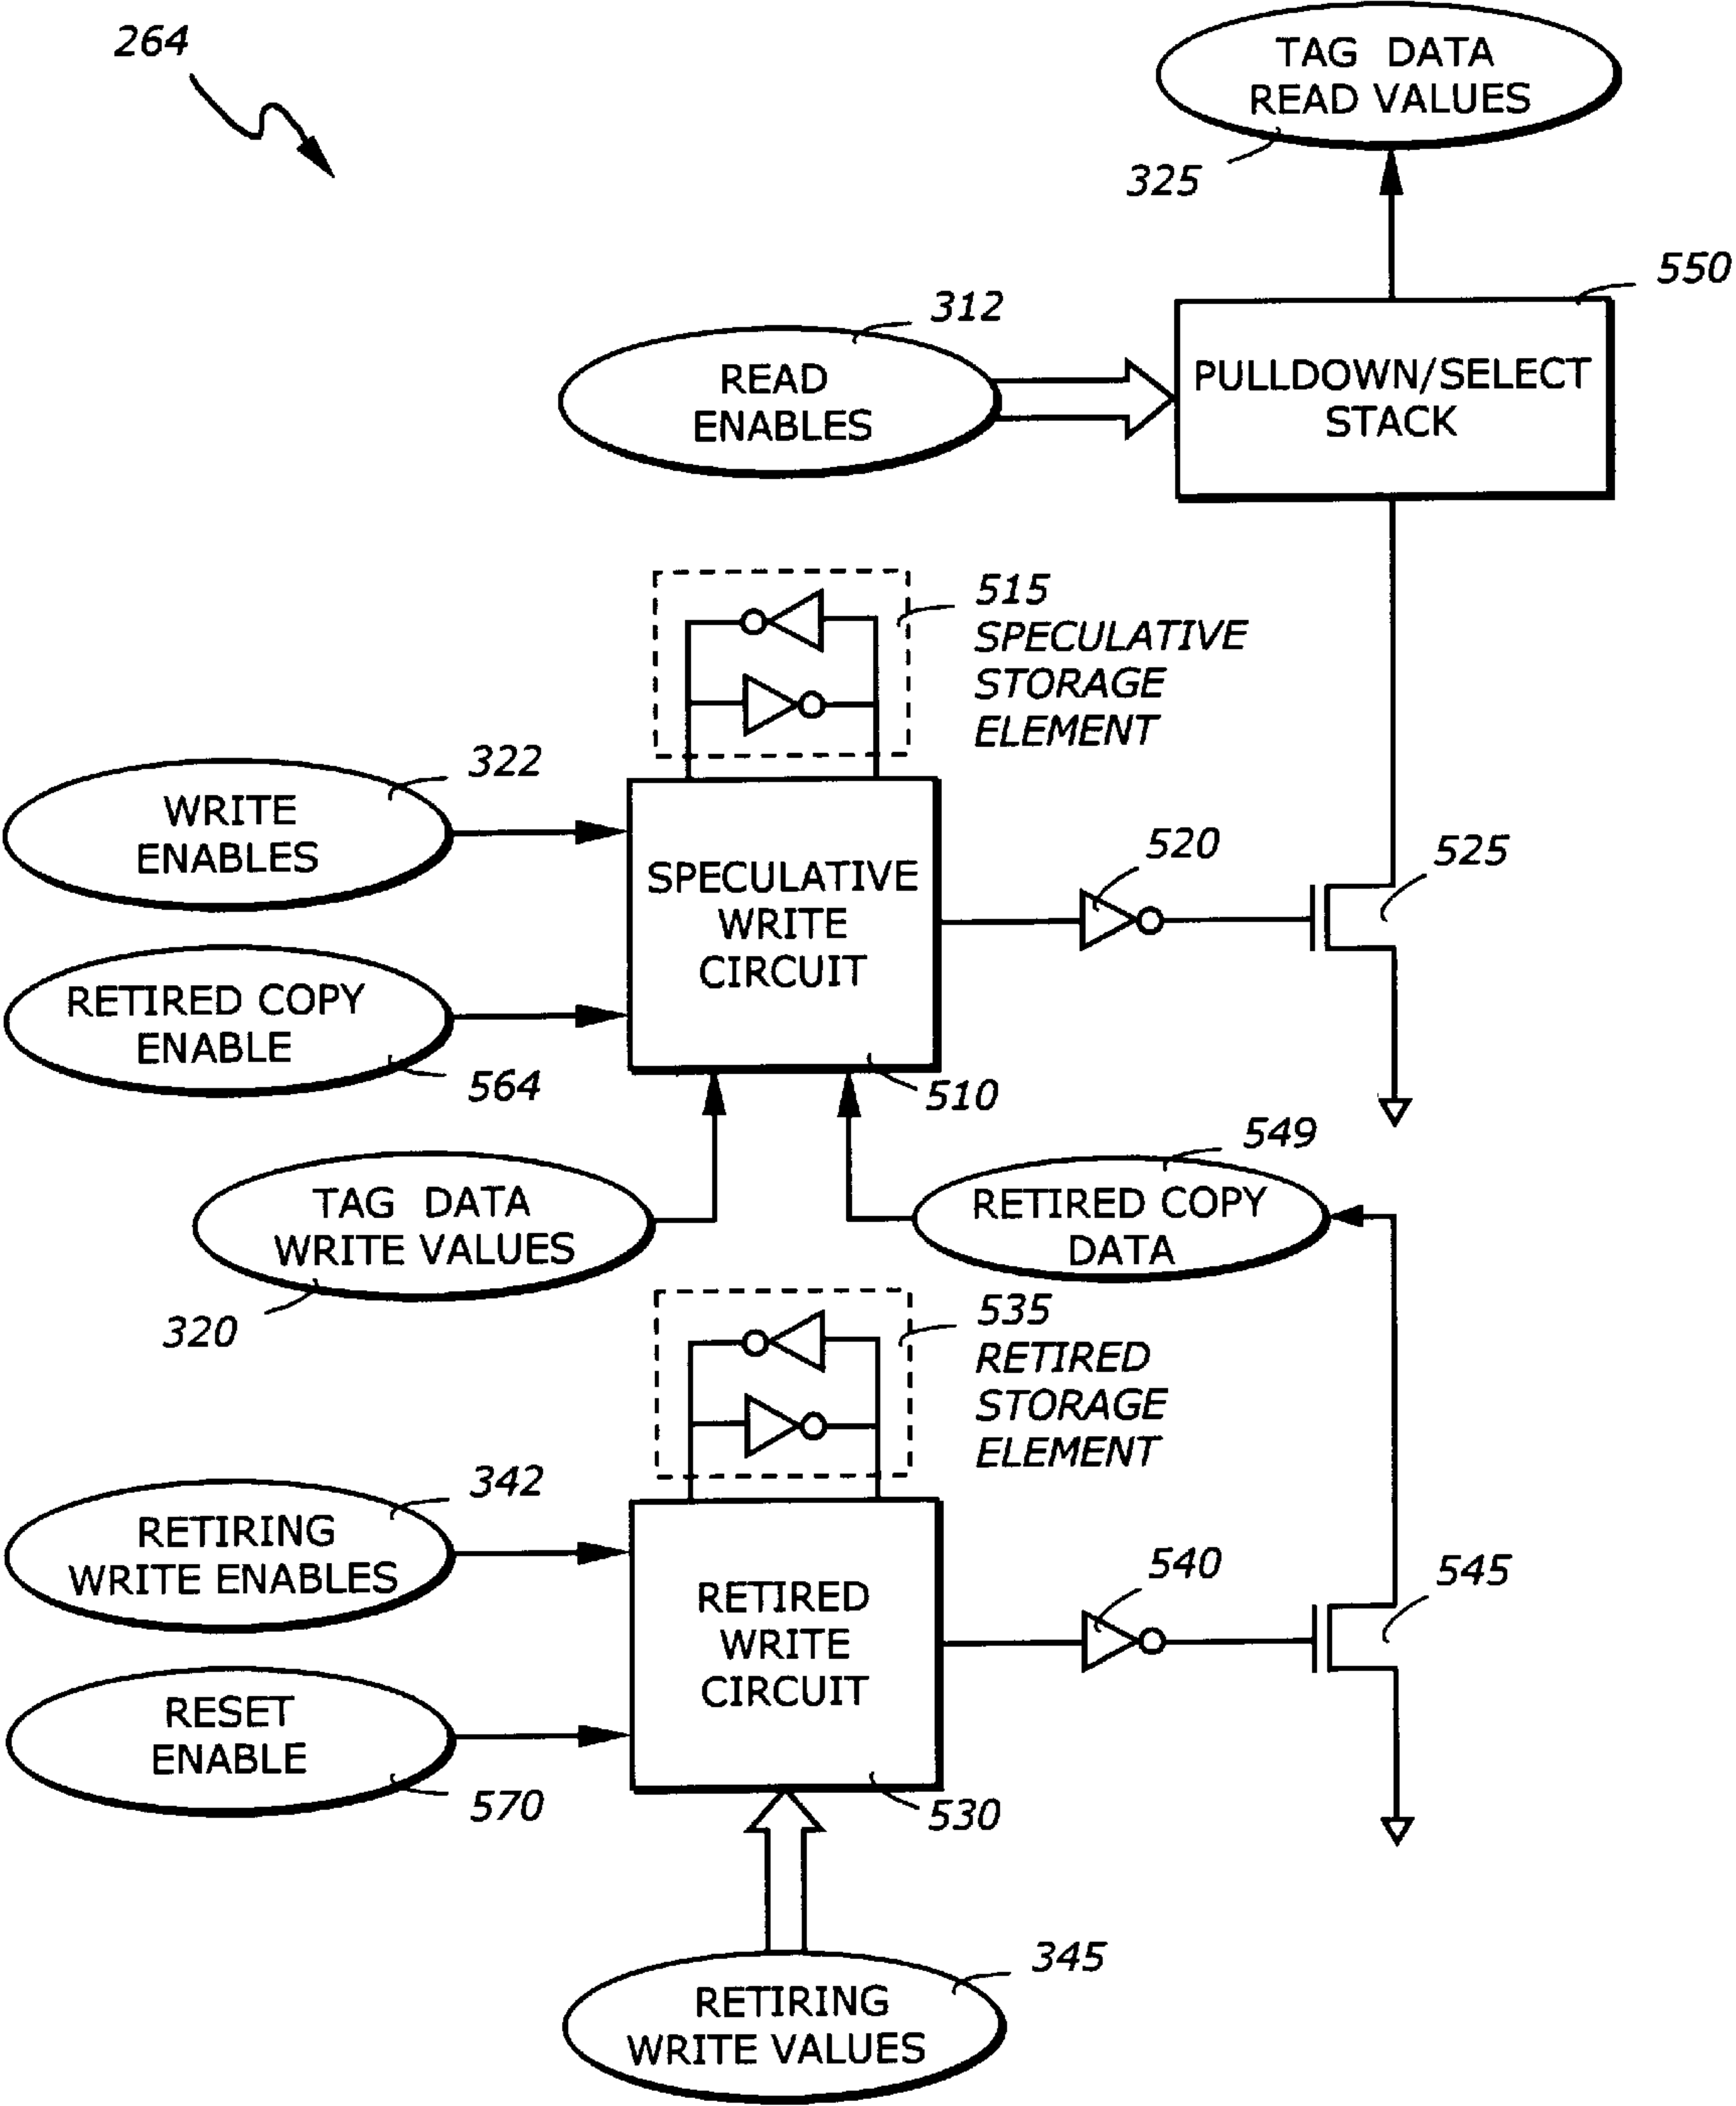 264
TAG DATA
READ VALUES
325
550
312
READ
ENABLES
PULLDOWN/SELECT
STACK
515
SPECULATIVE
STORAGE
ELEMENT
322
WRITE
ENABLES
520
525
SPECULATIVE
WRITE
CIRCUIT
RETIRED COPY
ENABLE
564
510
549
TAG DATA
WRITE VALUES
320
RETIRED COPY
DATA
535
RETIRED
STORAGE
ELEMENT
342
RETIRING
WRITE ENABLES
540
545
RETIRED
WRITE
CIRCUIT
RESET
ENABLE
570
530
345
RETIRING
WRITE VALUES